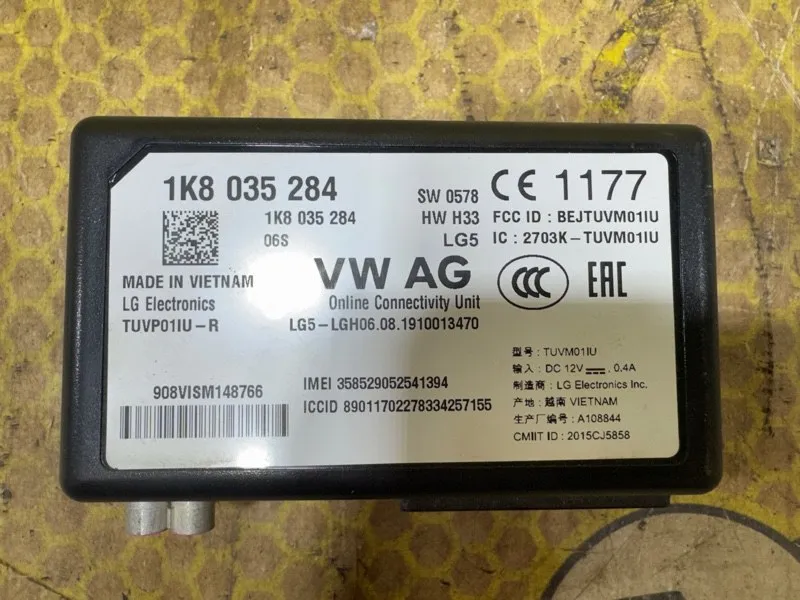 1K8 035 284
1K8 035 284
06S
SW 0578
HW H33
LG5
CE 1177
FCC ID : BEJTUVM01IU
IC : 2703K-TUVM01IU
MADE IN VIETNAM
LG Electronics
TUVP01IU-R
VW AG
Online Connectivity Unit
LG5-LGH06.08.1910013470
CCC
EAC
908VISM148766
IMEI 358529052541394
ICCID 89011702278334257155
型号: TUVM01IU
输入: DC 12V, 0.4A
制造商: LG Electronics Inc.
产地: 越南 VIETNAM
生产厂编号: A108844
CMIIT ID : 2015CJ5858